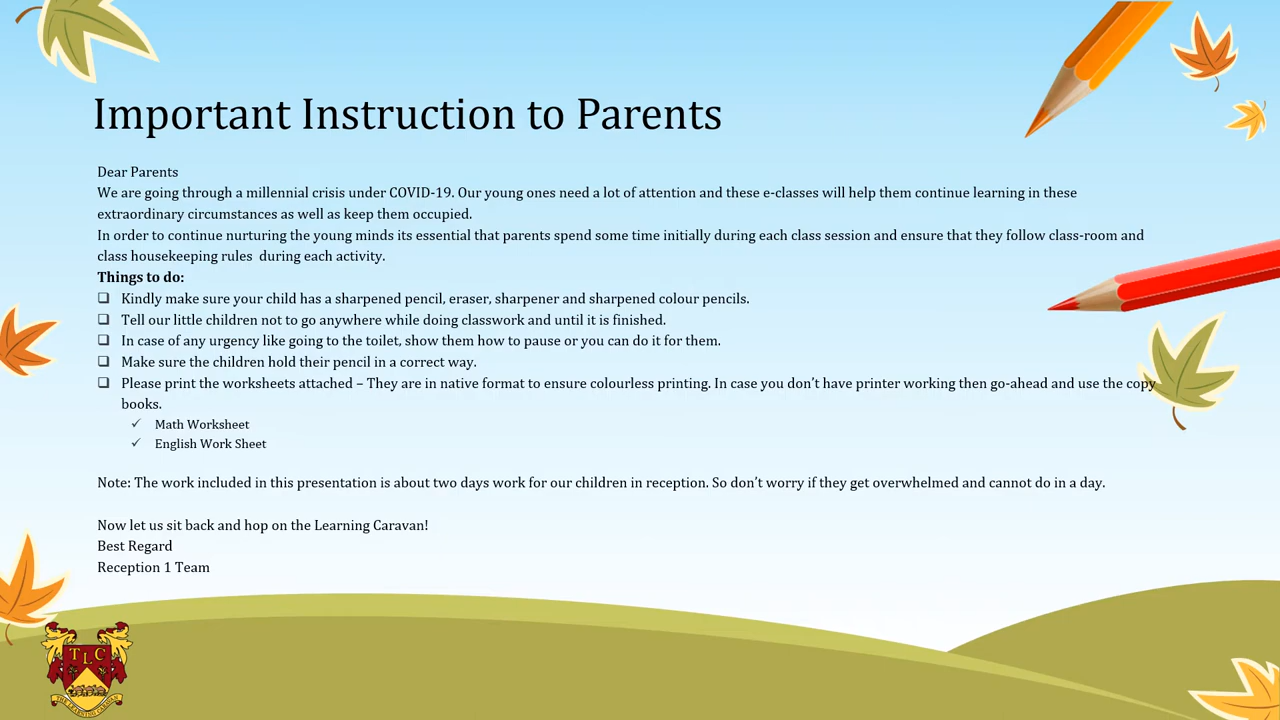 Important Instruction to Parents
Dear Parents
We are going through a millennial crisis under COVID-19. Our young ones need a lot of attention and these e-classes will help them continue learning in these
extraordinary circumstances as well as keep them occupied.
In order to continue nurturing the young minds its essential that parents spend some time initially during each class session and ensure that they follow class-room and
class housekeeping rules  during each activity.
Things to do:
❑ Kindly make sure your child has a sharpened pencil, eraser, sharpener and sharpened colour pencils.
❑ Tell our little children not to go anywhere while doing classwork and until it is finished.
❑ In case of any urgency like going to the toilet, show them how to pause or you can do it for them.
❑ Make sure the children hold their pencil in a correct way.
❑ Please print the worksheets attached – They are in native format to ensure colourless printing. In case you don’t have printer working then go-ahead and use the copy
books.
✓ Math Worksheet
✓ English Work Sheet
Note: The work included in this presentation is about two days work for our children in reception. So don’t worry if they get overwhelmed and cannot do in a day.
Now let us sit back and hop on the Learning Caravan!
Best Regard
Reception 1 Team
TLC
THE LEARNING CARAVAN